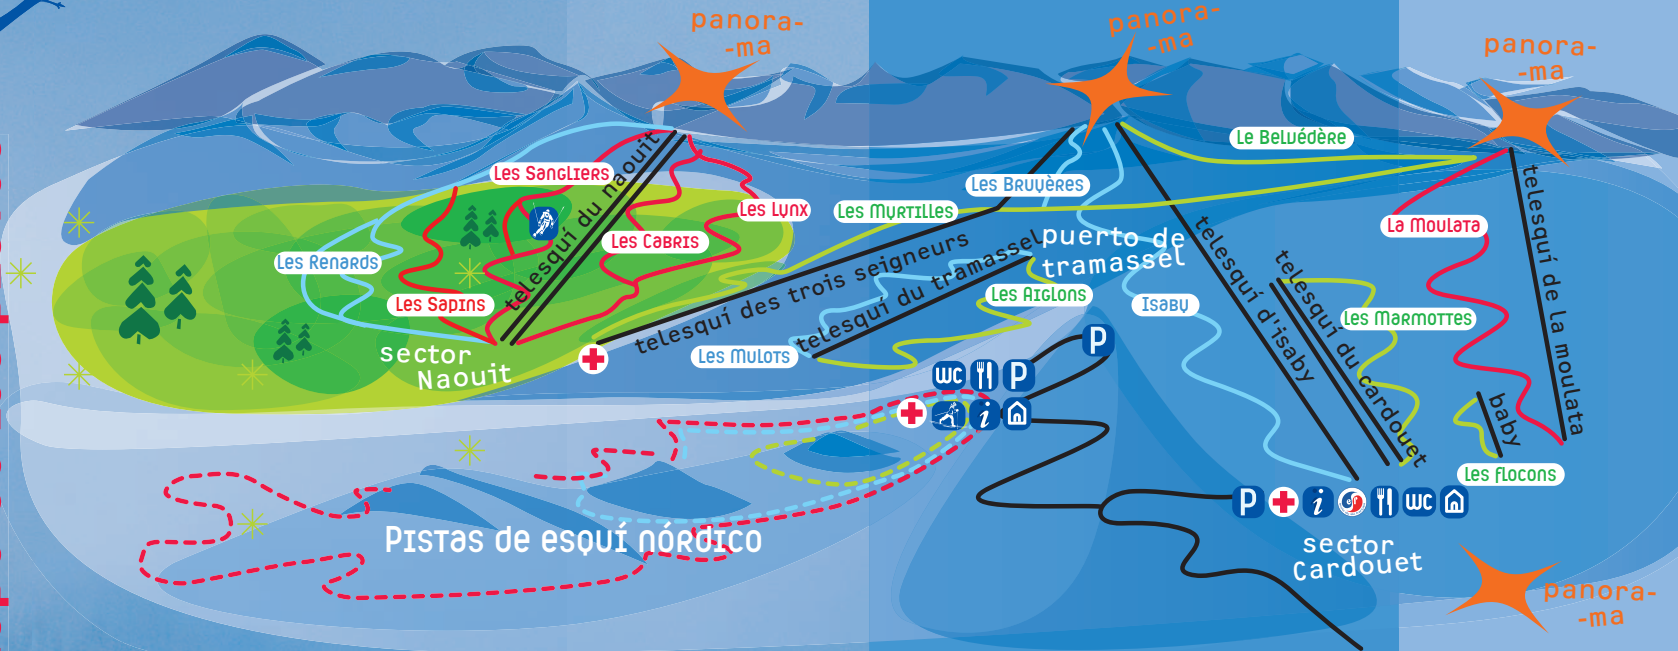 panora-
-ma
panora-
-ma
panora-
-ma
Le Belvédère
Les Sangliers
telesquí du naouit
Les Bruyères
Les Lynx
Les Myrtilles
La Moulata
telesquí de la moulata
Les Cabris
Les Renards
puerto de
tramassel
telesquí des trois seigneurs
telesquí du tramassel
telesquí d'isaby
telesquí du cardouet
Les Sapins
Les Aiglons
Isaby
Les Marmottes
sector
Naouit
Les Mulots
P
WC
P
i
baby
Les flocons
P
i
esf
WC
Pistas de esquí nórdico
sector
Cardouet
panora-
-ma